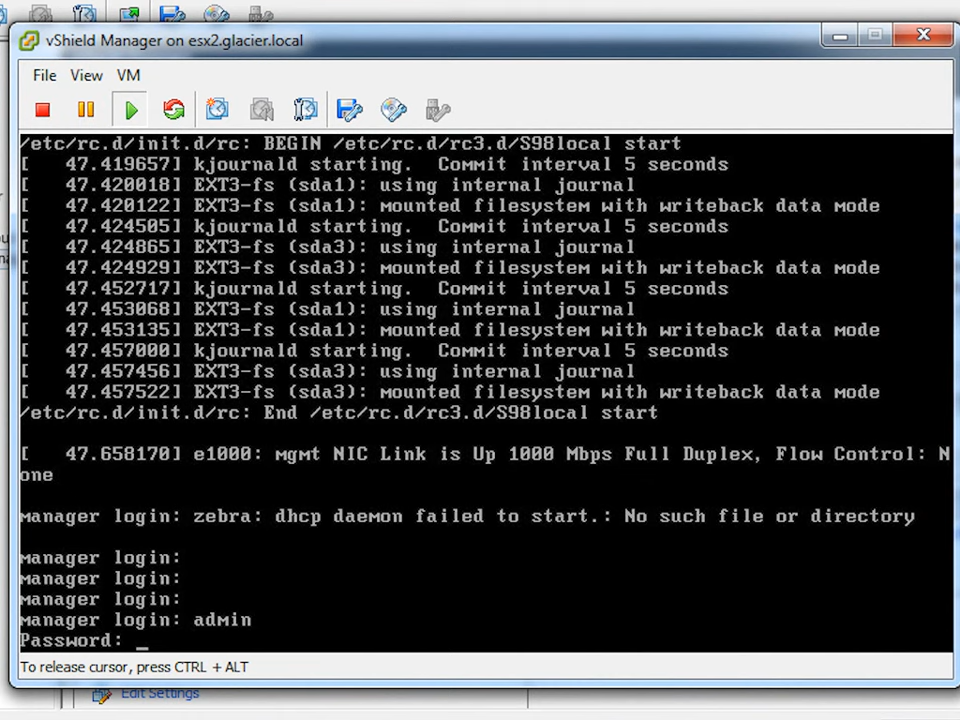 vShield Manager on esx2.glacier.local
File View VM
/etc/rc.d/init.d/rc: BEGIN /etc/rc.d/rc3.d/S98local start
[   47.419657] kjournald starting.  Commit interval 5 seconds
[   47.420018] EXT3-fs (sda1): using internal journal
[   47.420122] EXT3-fs (sda1): mounted filesystem with writeback data mode
[   47.424505] kjournald starting.  Commit interval 5 seconds
[   47.424865] EXT3-fs (sda3): using internal journal
[   47.424929] EXT3-fs (sda3): mounted filesystem with writeback data mode
[   47.452717] kjournald starting.  Commit interval 5 seconds
[   47.453068] EXT3-fs (sda1): using internal journal
[   47.453135] EXT3-fs (sda1): mounted filesystem with writeback data mode
[   47.457000] kjournald starting.  Commit interval 5 seconds
[   47.457456] EXT3-fs (sda3): using internal journal
[   47.457522] EXT3-fs (sda3): mounted filesystem with writeback data mode
/etc/rc.d/init.d/rc: End /etc/rc.d/rc3.d/S98local start
[   47.658170] e1000: mgmt NIC Link is Up 1000 Mbps Full Duplex, Flow Control: N
one
manager login: zebra: dhcp daemon failed to start.: No such file or directory
manager login:
manager login:
manager login:
manager login: admin
Password: _
To release cursor, press CTRL + ALT
Edit Settings